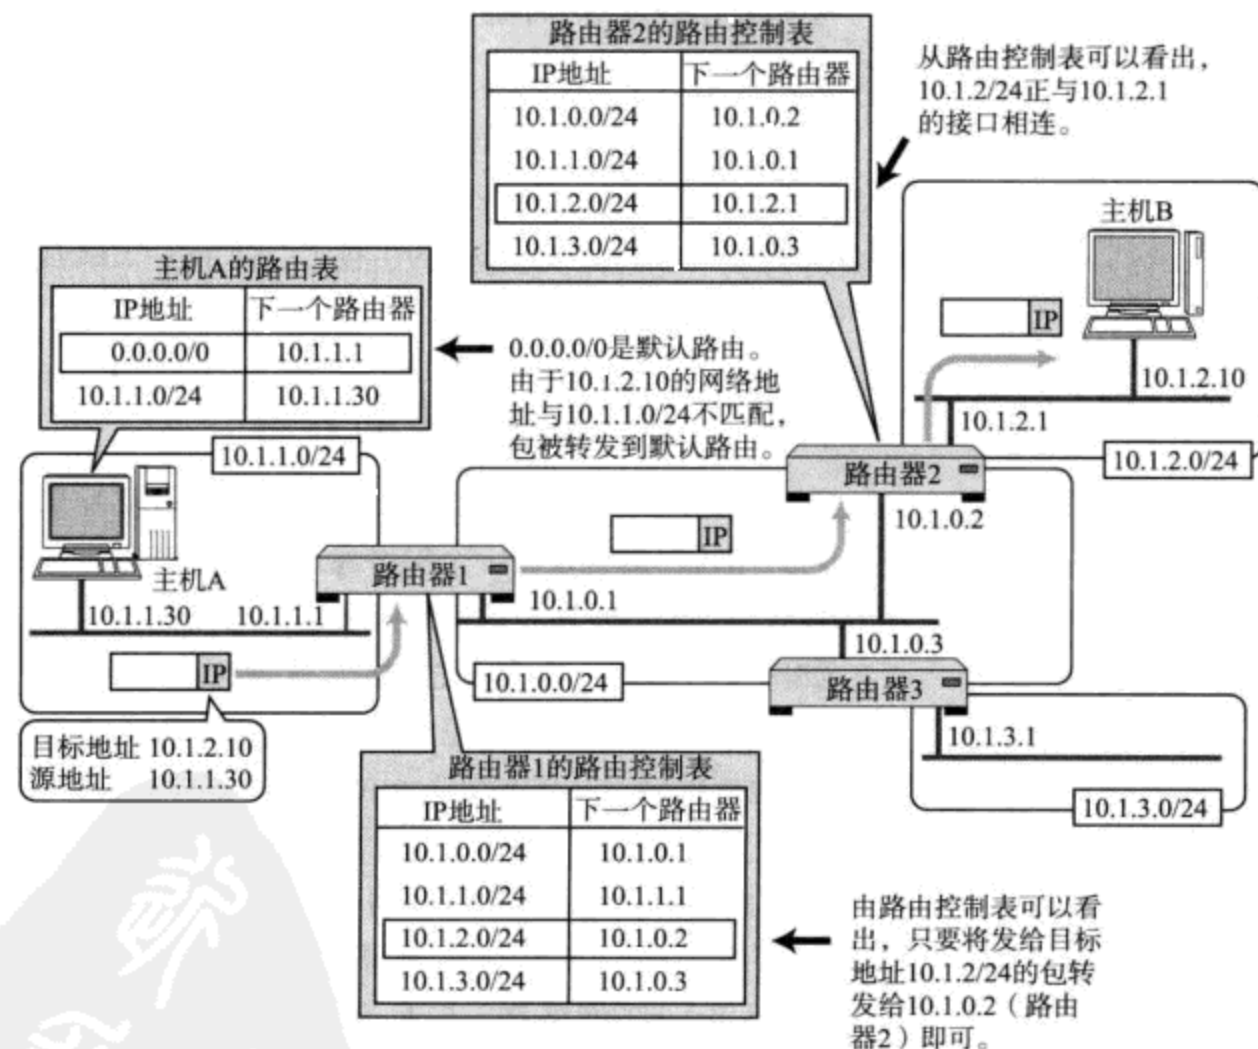 路由器2的路由控制表
IP地址 下一个路由器
10.1.0.0/24 10.1.0.2
10.1.1.0/24 10.1.0.1
10.1.2.0/24 10.1.2.1
10.1.3.0/24 10.1.0.3
从路由控制表可以看出，
10.1.2/24正与10.1.2.1
的接口相连。
主机B
IP
10.1.2.10
10.1.2.1
10.1.2.0/24
主机A的路由表
IP地址 下一个路由器
0.0.0.0/0 10.1.1.1
10.1.1.0/24 10.1.1.30
0.0.0.0/0是默认路由。
由于10.1.2.10的网络地
址与10.1.1.0/24不匹配，
包被转发到默认路由。
10.1.1.0/24
主机A
10.1.1.30 10.1.1.1
IP
目标地址 10.1.2.10
源地址 10.1.1.30
路由器1
10.1.0.1
IP
路由器2
10.1.0.2
10.1.0.0/24
10.1.0.3
路由器3
10.1.3.1
10.1.3.0/24
路由器1的路由控制表
IP地址 下一个路由器
10.1.0.0/24 10.1.0.1
10.1.1.0/24 10.1.1.1
10.1.2.0/24 10.1.0.2
10.1.3.0/24 10.1.0.3
由路由控制表可以看
出，只要将发给目标
地址10.1.2/24的包转
发给10.1.0.2（路由
器2）即可。